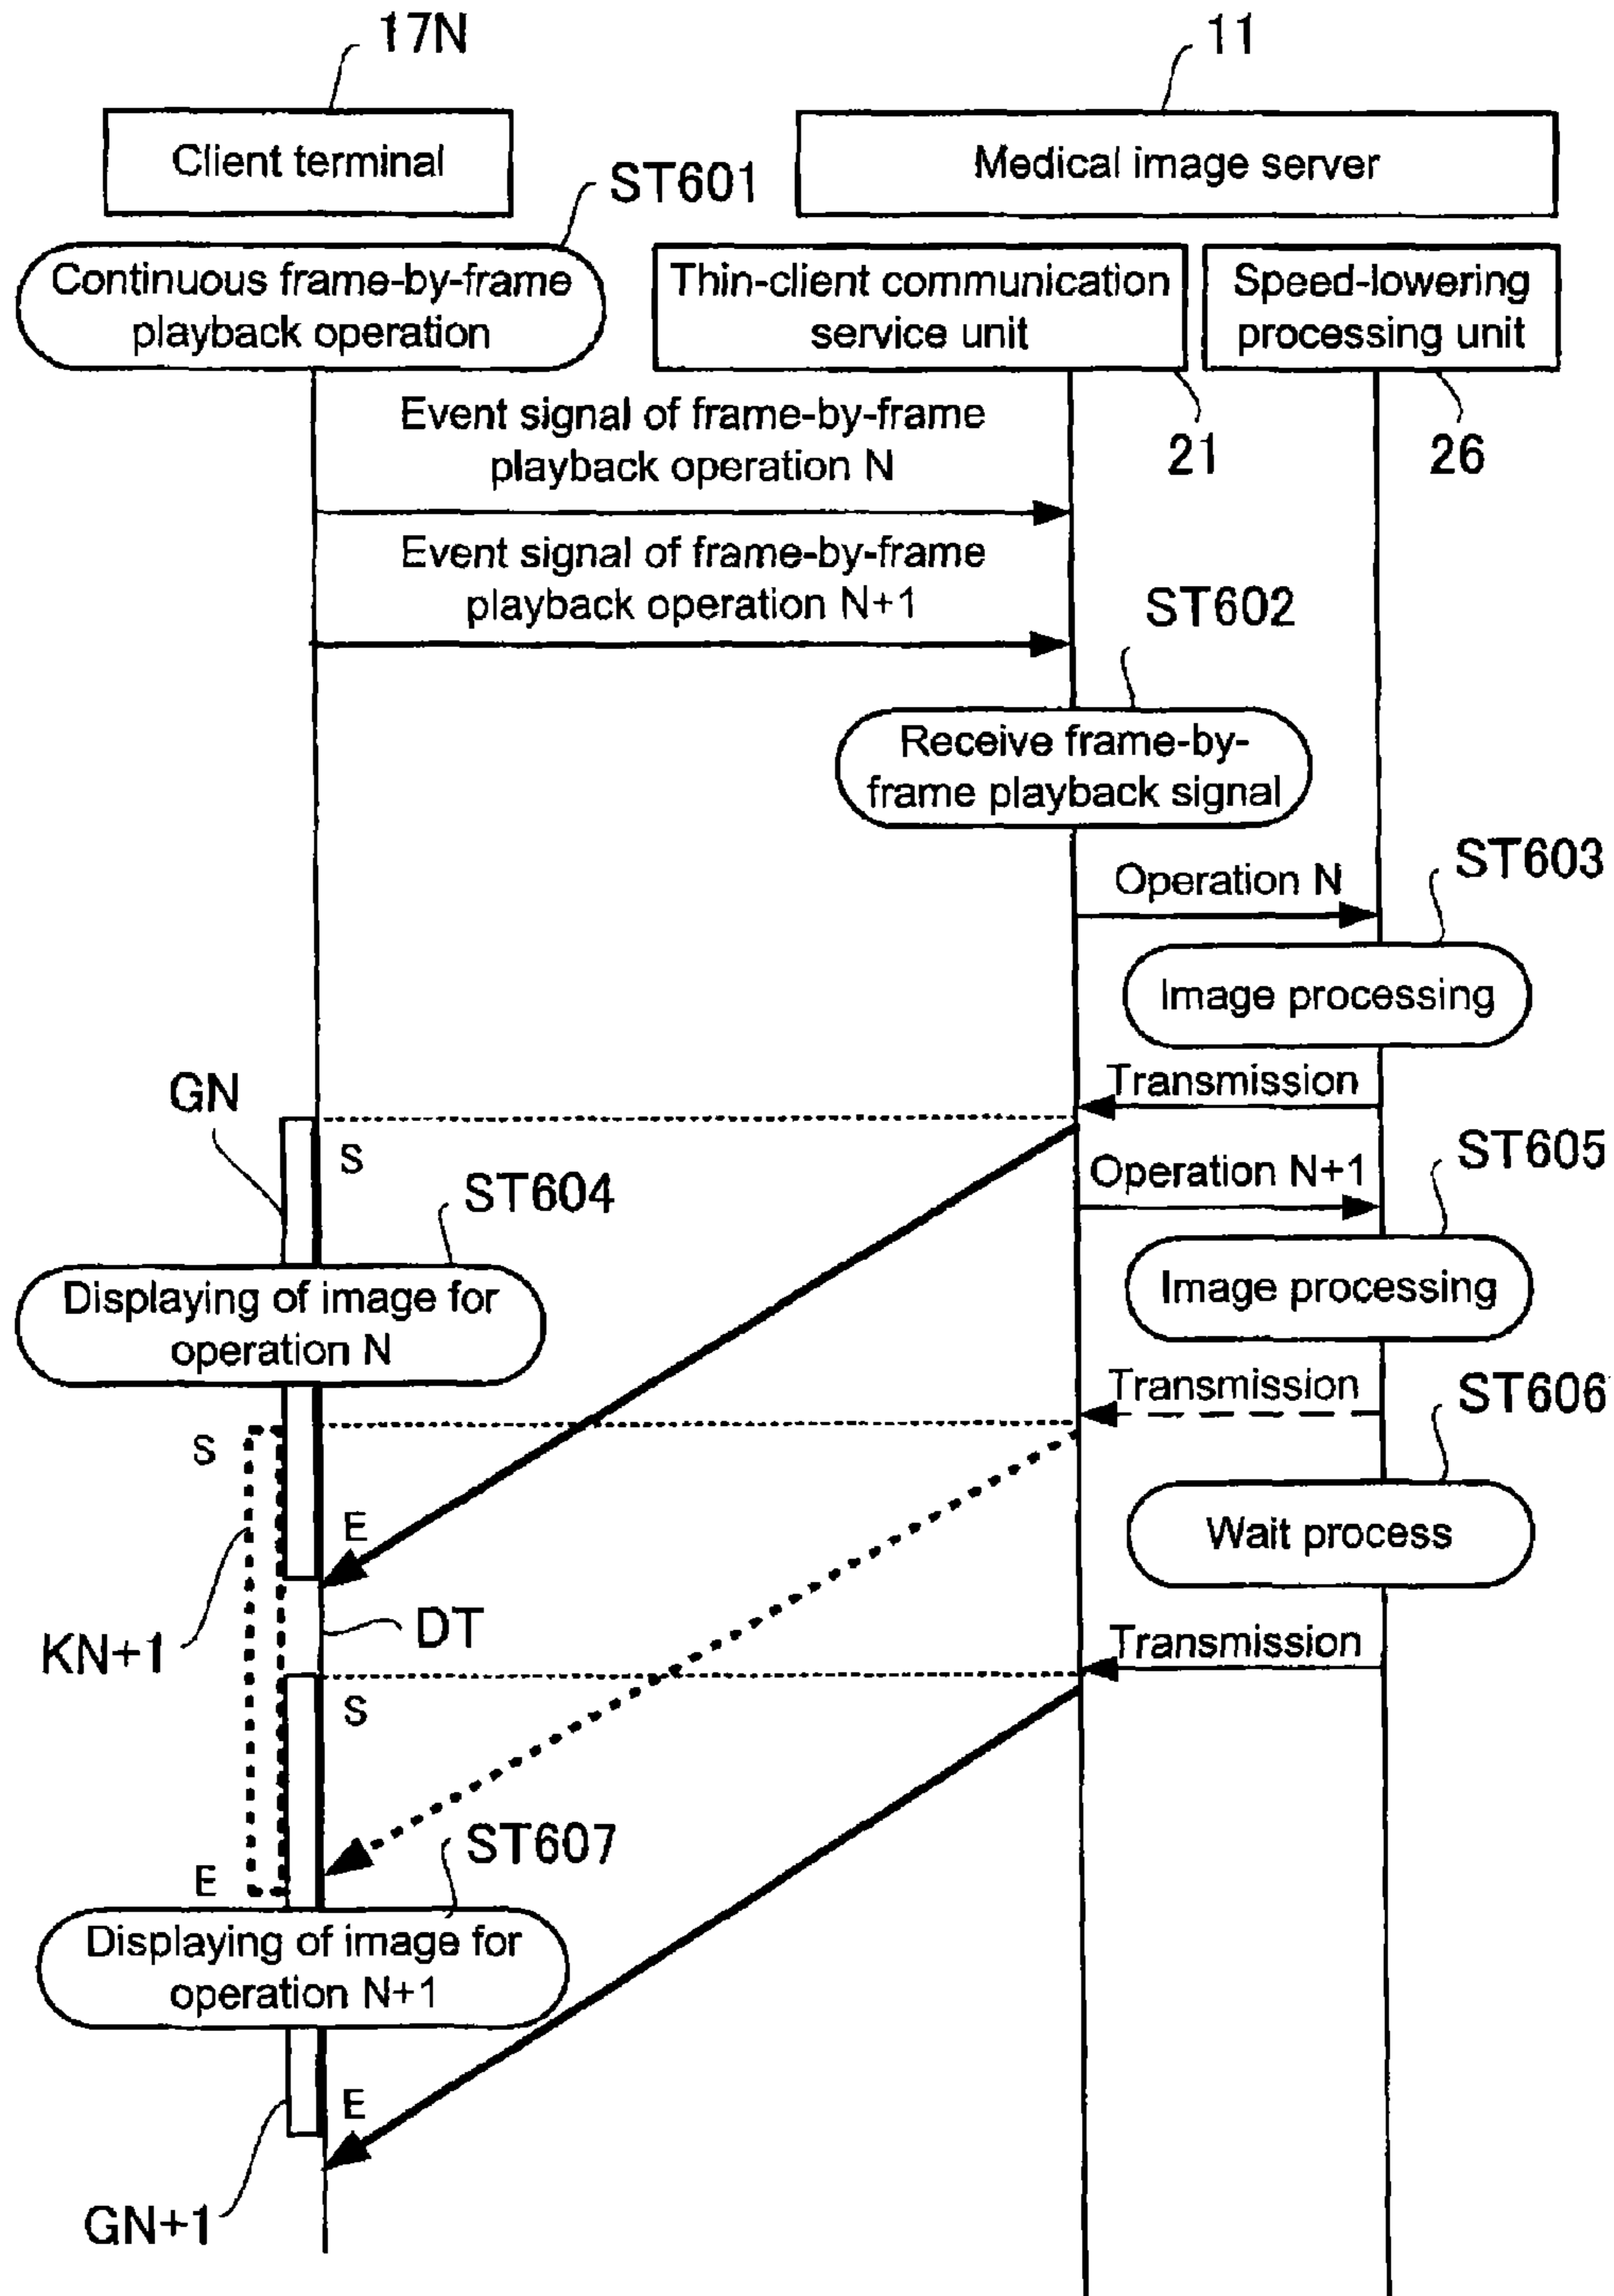 17N
11
Client terminal
Medical image server
ST601
Continuous frame-by-frame
playback operation
Thin-client communication
service unit
Speed-lowering
processing unit
21
26
Event signal of frame-by-frame
playback operation N
Event signal of frame-by-frame
playback operation N+1
ST602
Receive frame-by-
frame playback signal
Operation N
ST603
Image processing
Transmission
GN
S
Operation N+1
ST605
ST604
Image processing
Displaying of image for
operation N
Transmission
ST606
S
E
Wait process
DT
KN+1
Transmission
S
ST607
E
Displaying of image for
operation N+1
E
GN+1